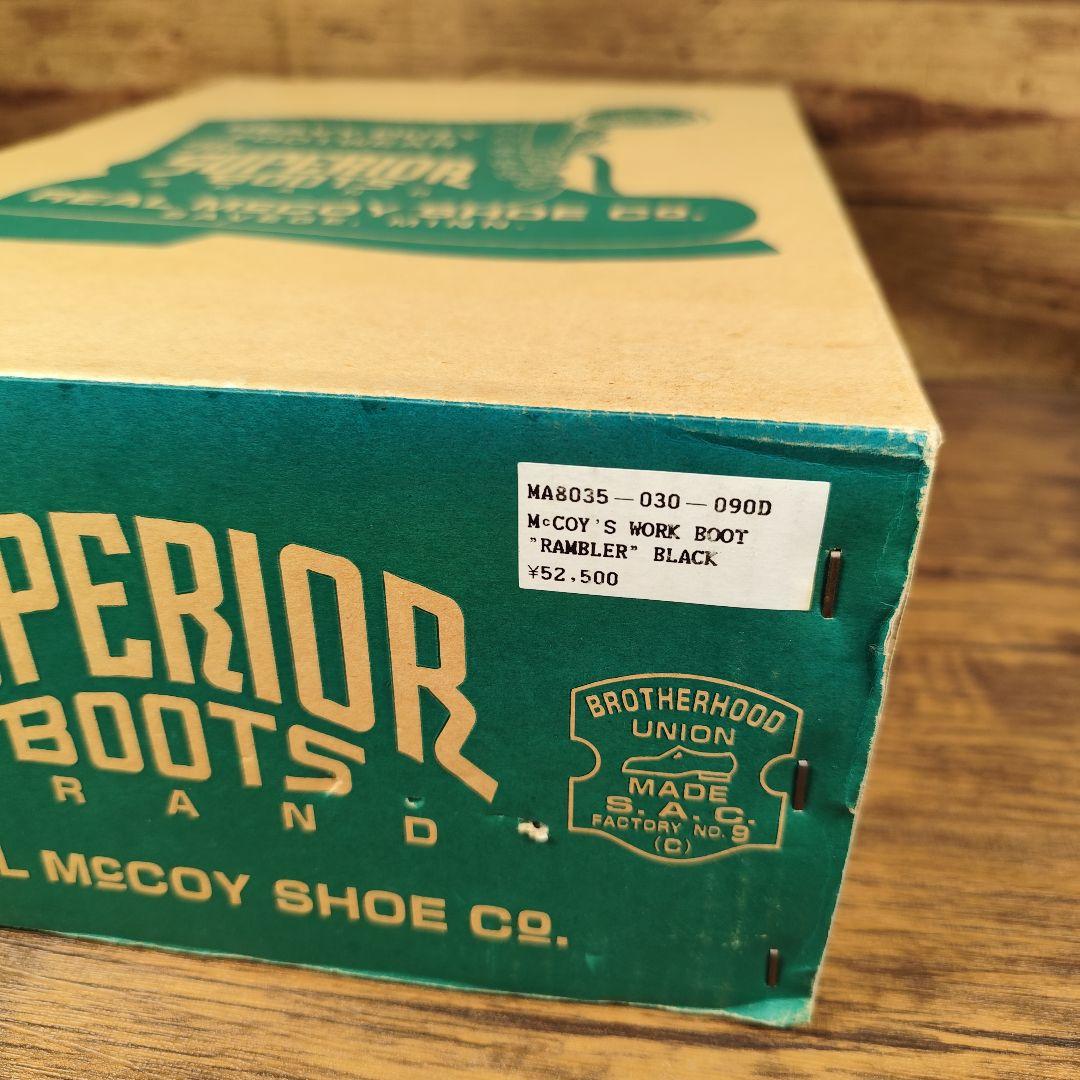 SUPERIOR
REAL McCOY SHOE Co.
MINN.
MA8035-030-090D
McCOY'S WORK BOOT
"RAMBLER" BLACK
¥52,500
PERIOR
BOOTS
R A N D
L McCOY SHOE Co.
BROTHERHOOD
UNION
MADE
S. A. C.
FACTORY NO. 9
(C)